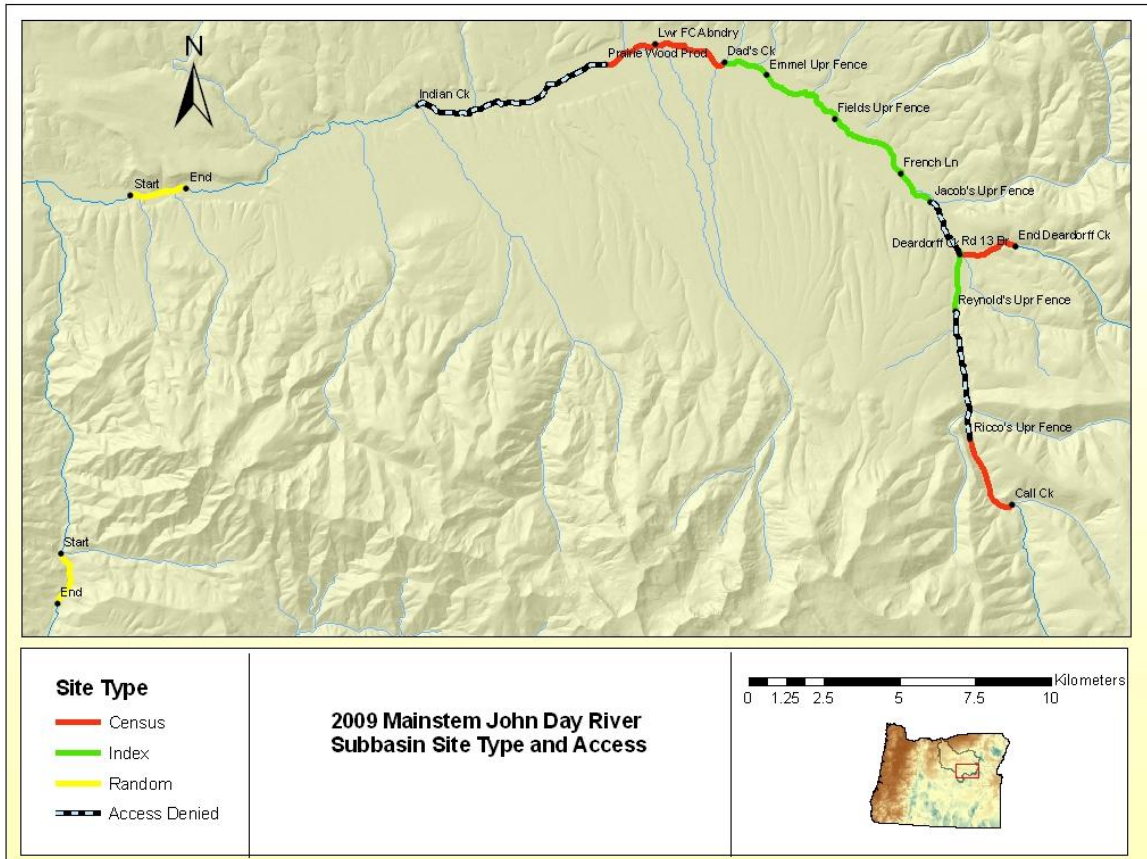 N
Lwr FC Abndry
Prairie Wood Prod
Dad's Ck
Emmel Upr Fence
Indian Ck
Fields Upr Fence
French Ln
Start
End
Jacob's Upr Fence
Deardorff Ck
Rd 13 Br
End Deardorff Ck
Reynold's Upr Fence
Ricco's Upr Fence
Call Ck
Start
End
Site Type
Census
Index
Random
Access Denied
2009 Mainstem John Day River
Subbasin Site Type and Access
Kilometers
0 1.25 2.5 5 7.5 10